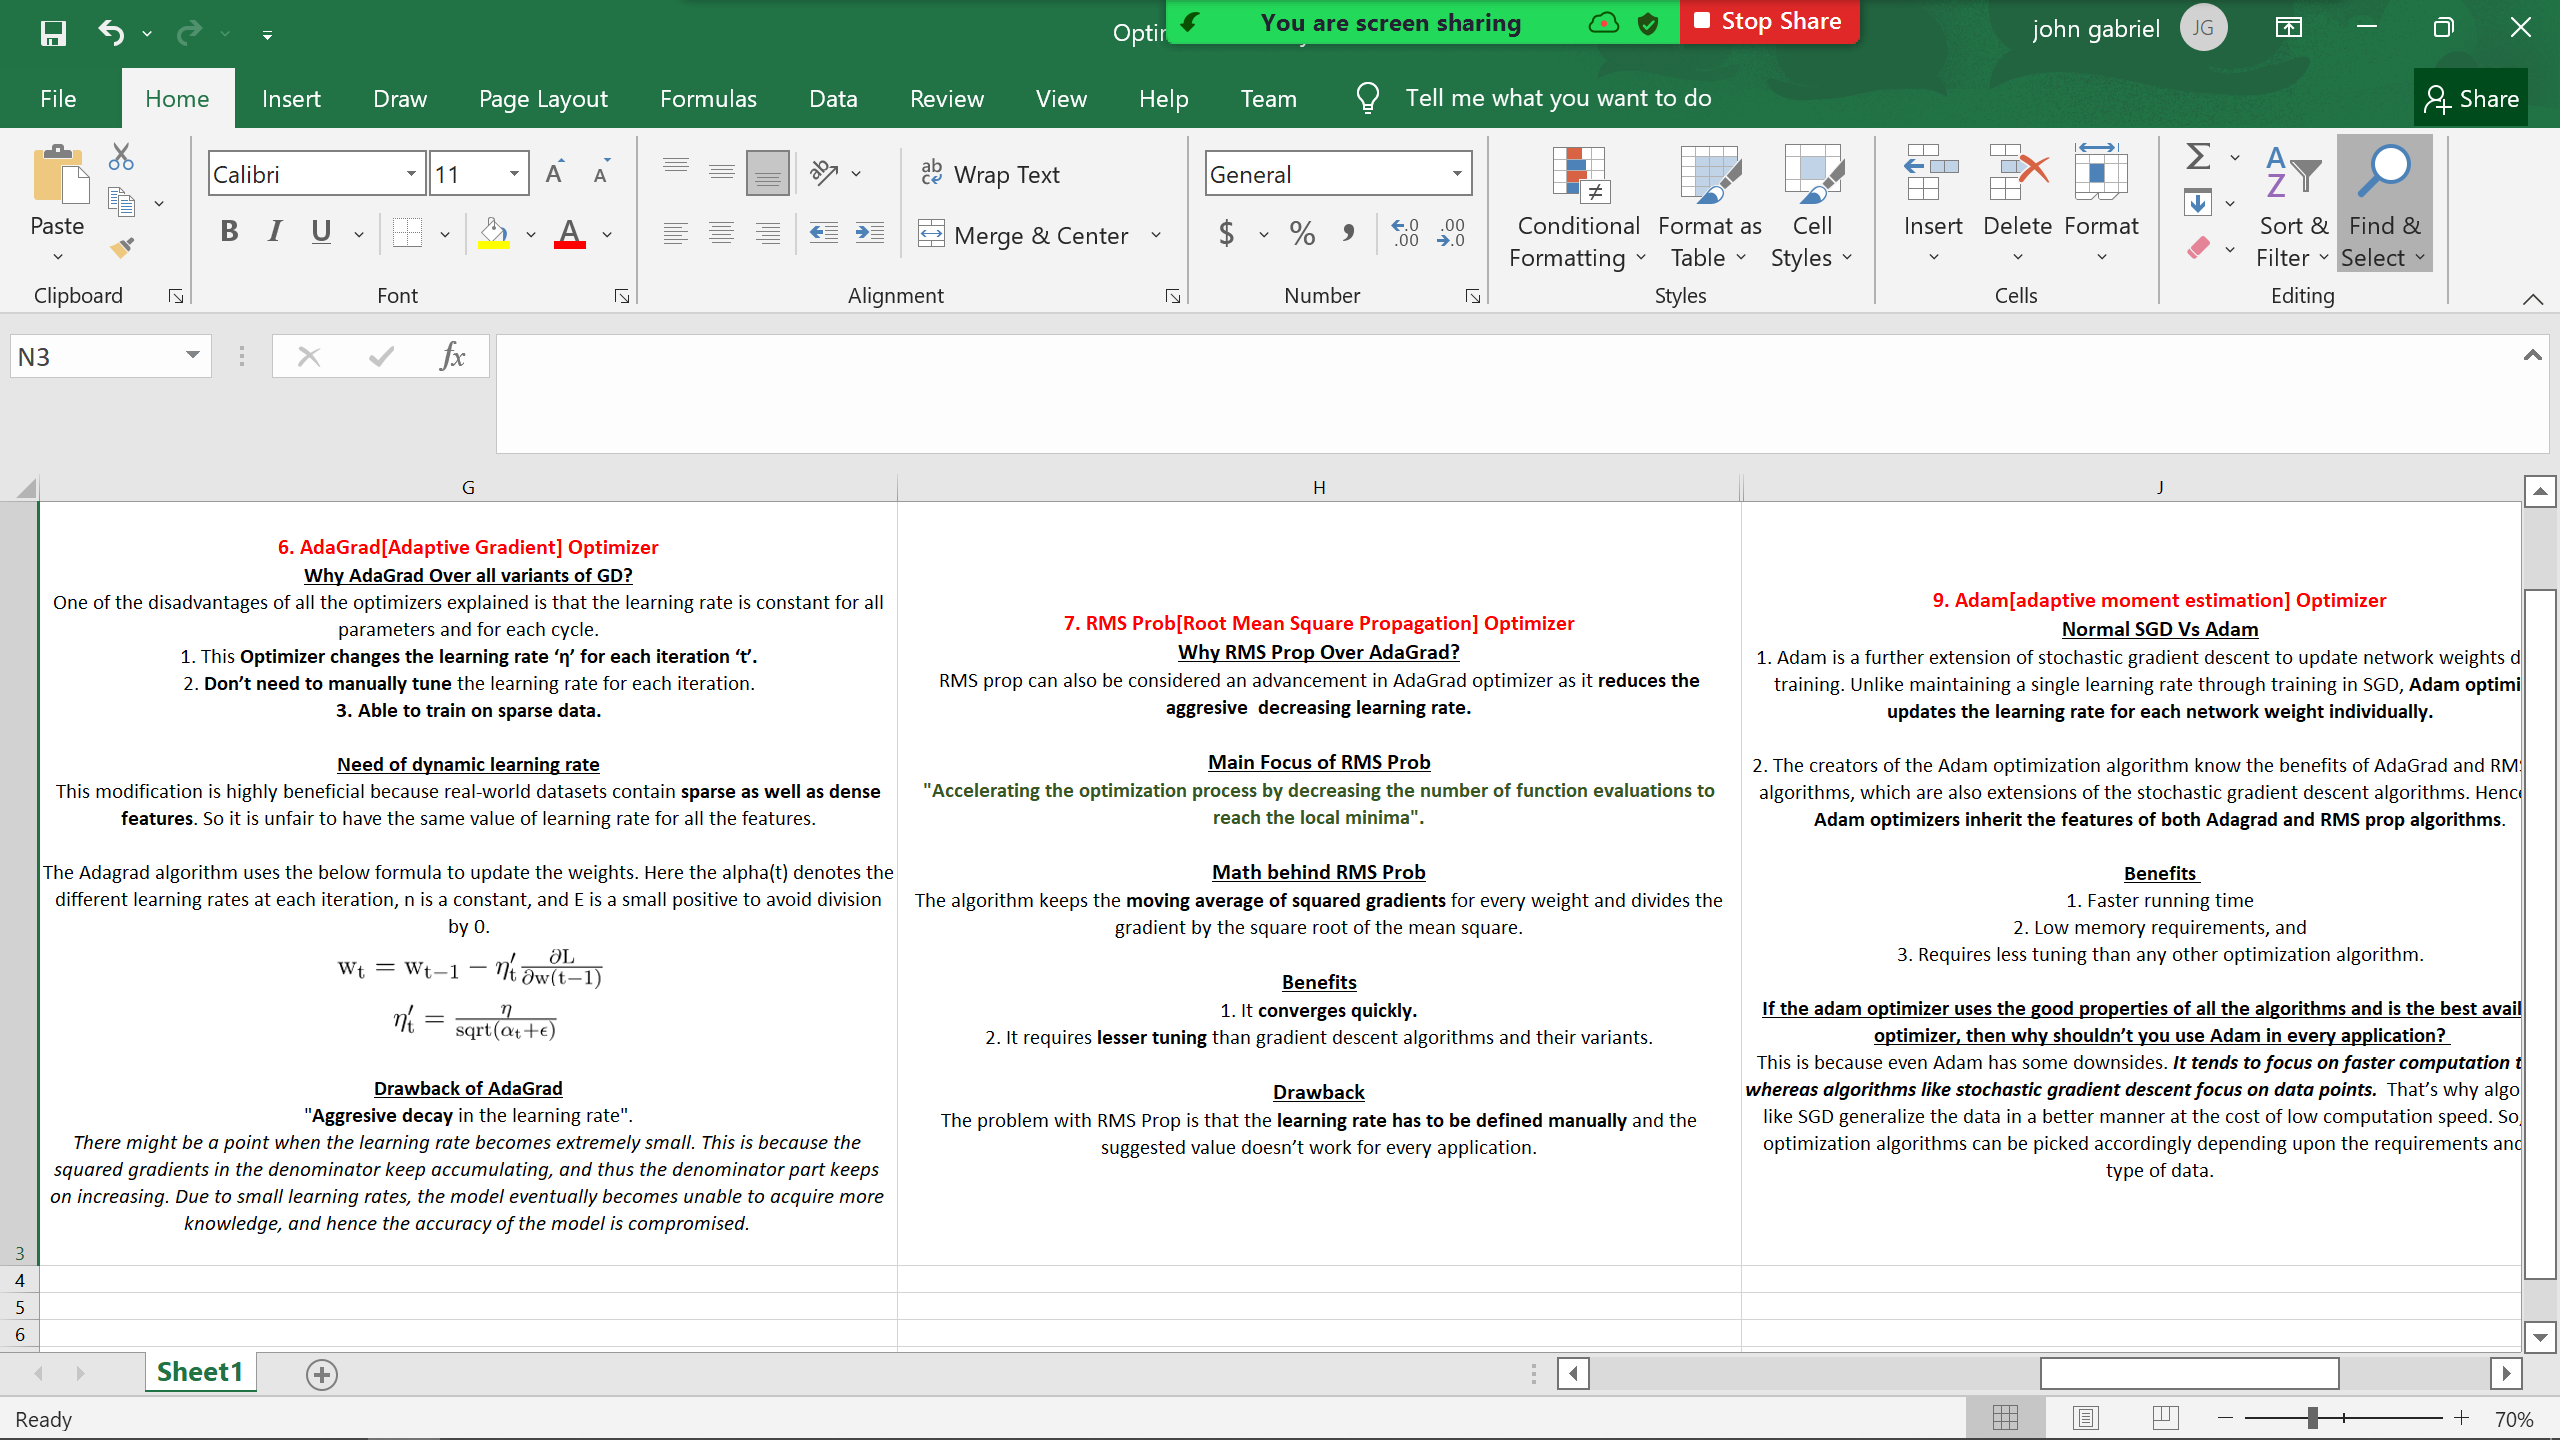 Optin
You are screen sharing
Stop Share
john gabriel
JG
File
Home
Insert
Draw
Page Layout
Formulas
Data
Review
View
Help
Team
Tell me what you want to do
Share
Paste
Clipboard
Calibri
11
Font
Wrap Text
Merge & Center
Alignment
General
Number
Conditional
Formatting
Format as
Table
Cell
Styles
Styles
Insert
Delete
Format
Cells
Sort &
Filter
Find &
Select
Editing
N3
fx
G
H
J
6. AdaGrad[Adaptive Gradient] Optimizer
Why AdaGrad Over all variants of GD?
One of the disadvantages of all the optimizers explained is that the learning rate is constant for all
parameters and for each cycle.
1. This Optimizer changes the learning rate ‘η’ for each iteration ‘t’.
2. Don’t need to manually tune the learning rate for each iteration.
3. Able to train on sparse data.
Need of dynamic learning rate
This modification is highly beneficial because real-world datasets contain sparse as well as dense
features. So it is unfair to have the same value of learning rate for all the features.
The Adagrad algorithm uses the below formula to update the weights. Here the alpha(t) denotes the
different learning rates at each iteration, n is a constant, and E is a small positive to avoid division
by 0.
w_t = w_{t−1} − η′_t ∂L/∂w(t−1)
η′_t = η/sqrt(α_t+ϵ)
Drawback of AdaGrad
"Aggresive decay in the learning rate".
There might be a point when the learning rate becomes extremely small. This is because the
squared gradients in the denominator keep accumulating, and thus the denominator part keeps
on increasing. Due to small learning rates, the model eventually becomes unable to acquire more
knowledge, and hence the accuracy of the model is compromised.
7. RMS Prob[Root Mean Square Propagation] Optimizer
Why RMS Prop Over AdaGrad?
RMS prop can also be considered an advancement in AdaGrad optimizer as it reduces the
aggresive  decreasing learning rate.
Main Focus of RMS Prob
"Accelerating the optimization process by decreasing the number of function evaluations to
reach the local minima".
Math behind RMS Prob
The algorithm keeps the moving average of squared gradients for every weight and divides the
gradient by the square root of the mean square.
Benefits
1. It converges quickly.
2. It requires lesser tuning than gradient descent algorithms and their variants.
Drawback
The problem with RMS Prop is that the learning rate has to be defined manually and the
suggested value doesn’t work for every application.
9. Adam[adaptive moment estimation] Optimizer
Normal SGD Vs Adam
1. Adam is a further extension of stochastic gradient descent to update network weights d
training. Unlike maintaining a single learning rate through training in SGD, Adam optimi
updates the learning rate for each network weight individually.
2. The creators of the Adam optimization algorithm know the benefits of AdaGrad and RM
algorithms, which are also extensions of the stochastic gradient descent algorithms. Henc
Adam optimizers inherit the features of both Adagrad and RMS prop algorithms.
Benefits
1. Faster running time
2. Low memory requirements, and
3. Requires less tuning than any other optimization algorithm.
If the adam optimizer uses the good properties of all the algorithms and is the best avail
optimizer, then why shouldn’t you use Adam in every application?
This is because even Adam has some downsides. It tends to focus on faster computation t
whereas algorithms like stochastic gradient descent focus on data points.  That’s why algo
like SGD generalize the data in a better manner at the cost of low computation speed. So,
optimization algorithms can be picked accordingly depending upon the requirements and
type of data.
3
4
5
6
Sheet1
Ready
70%